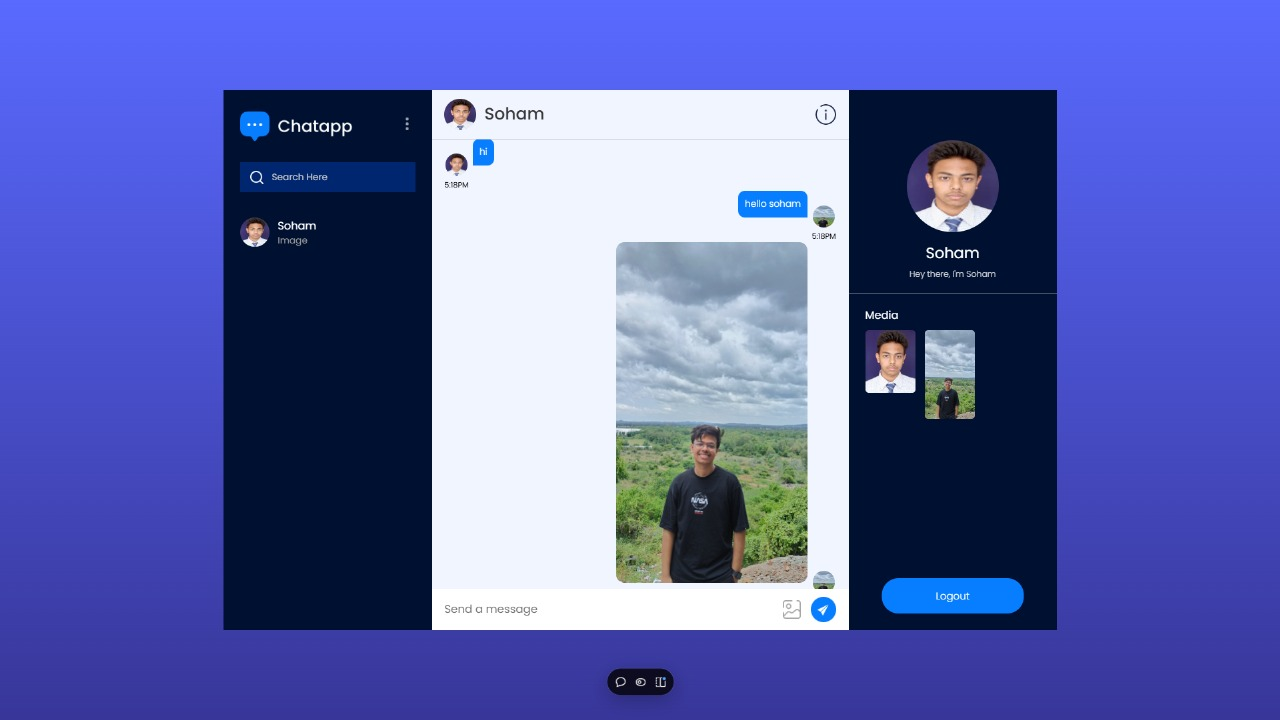 Chatapp
Search Here
Soham
Image
Soham
hi
5:18PM
hello soham
5:18PM
NASA
Send a message
Soham
Hey there, I'm Soham
Media
Logout